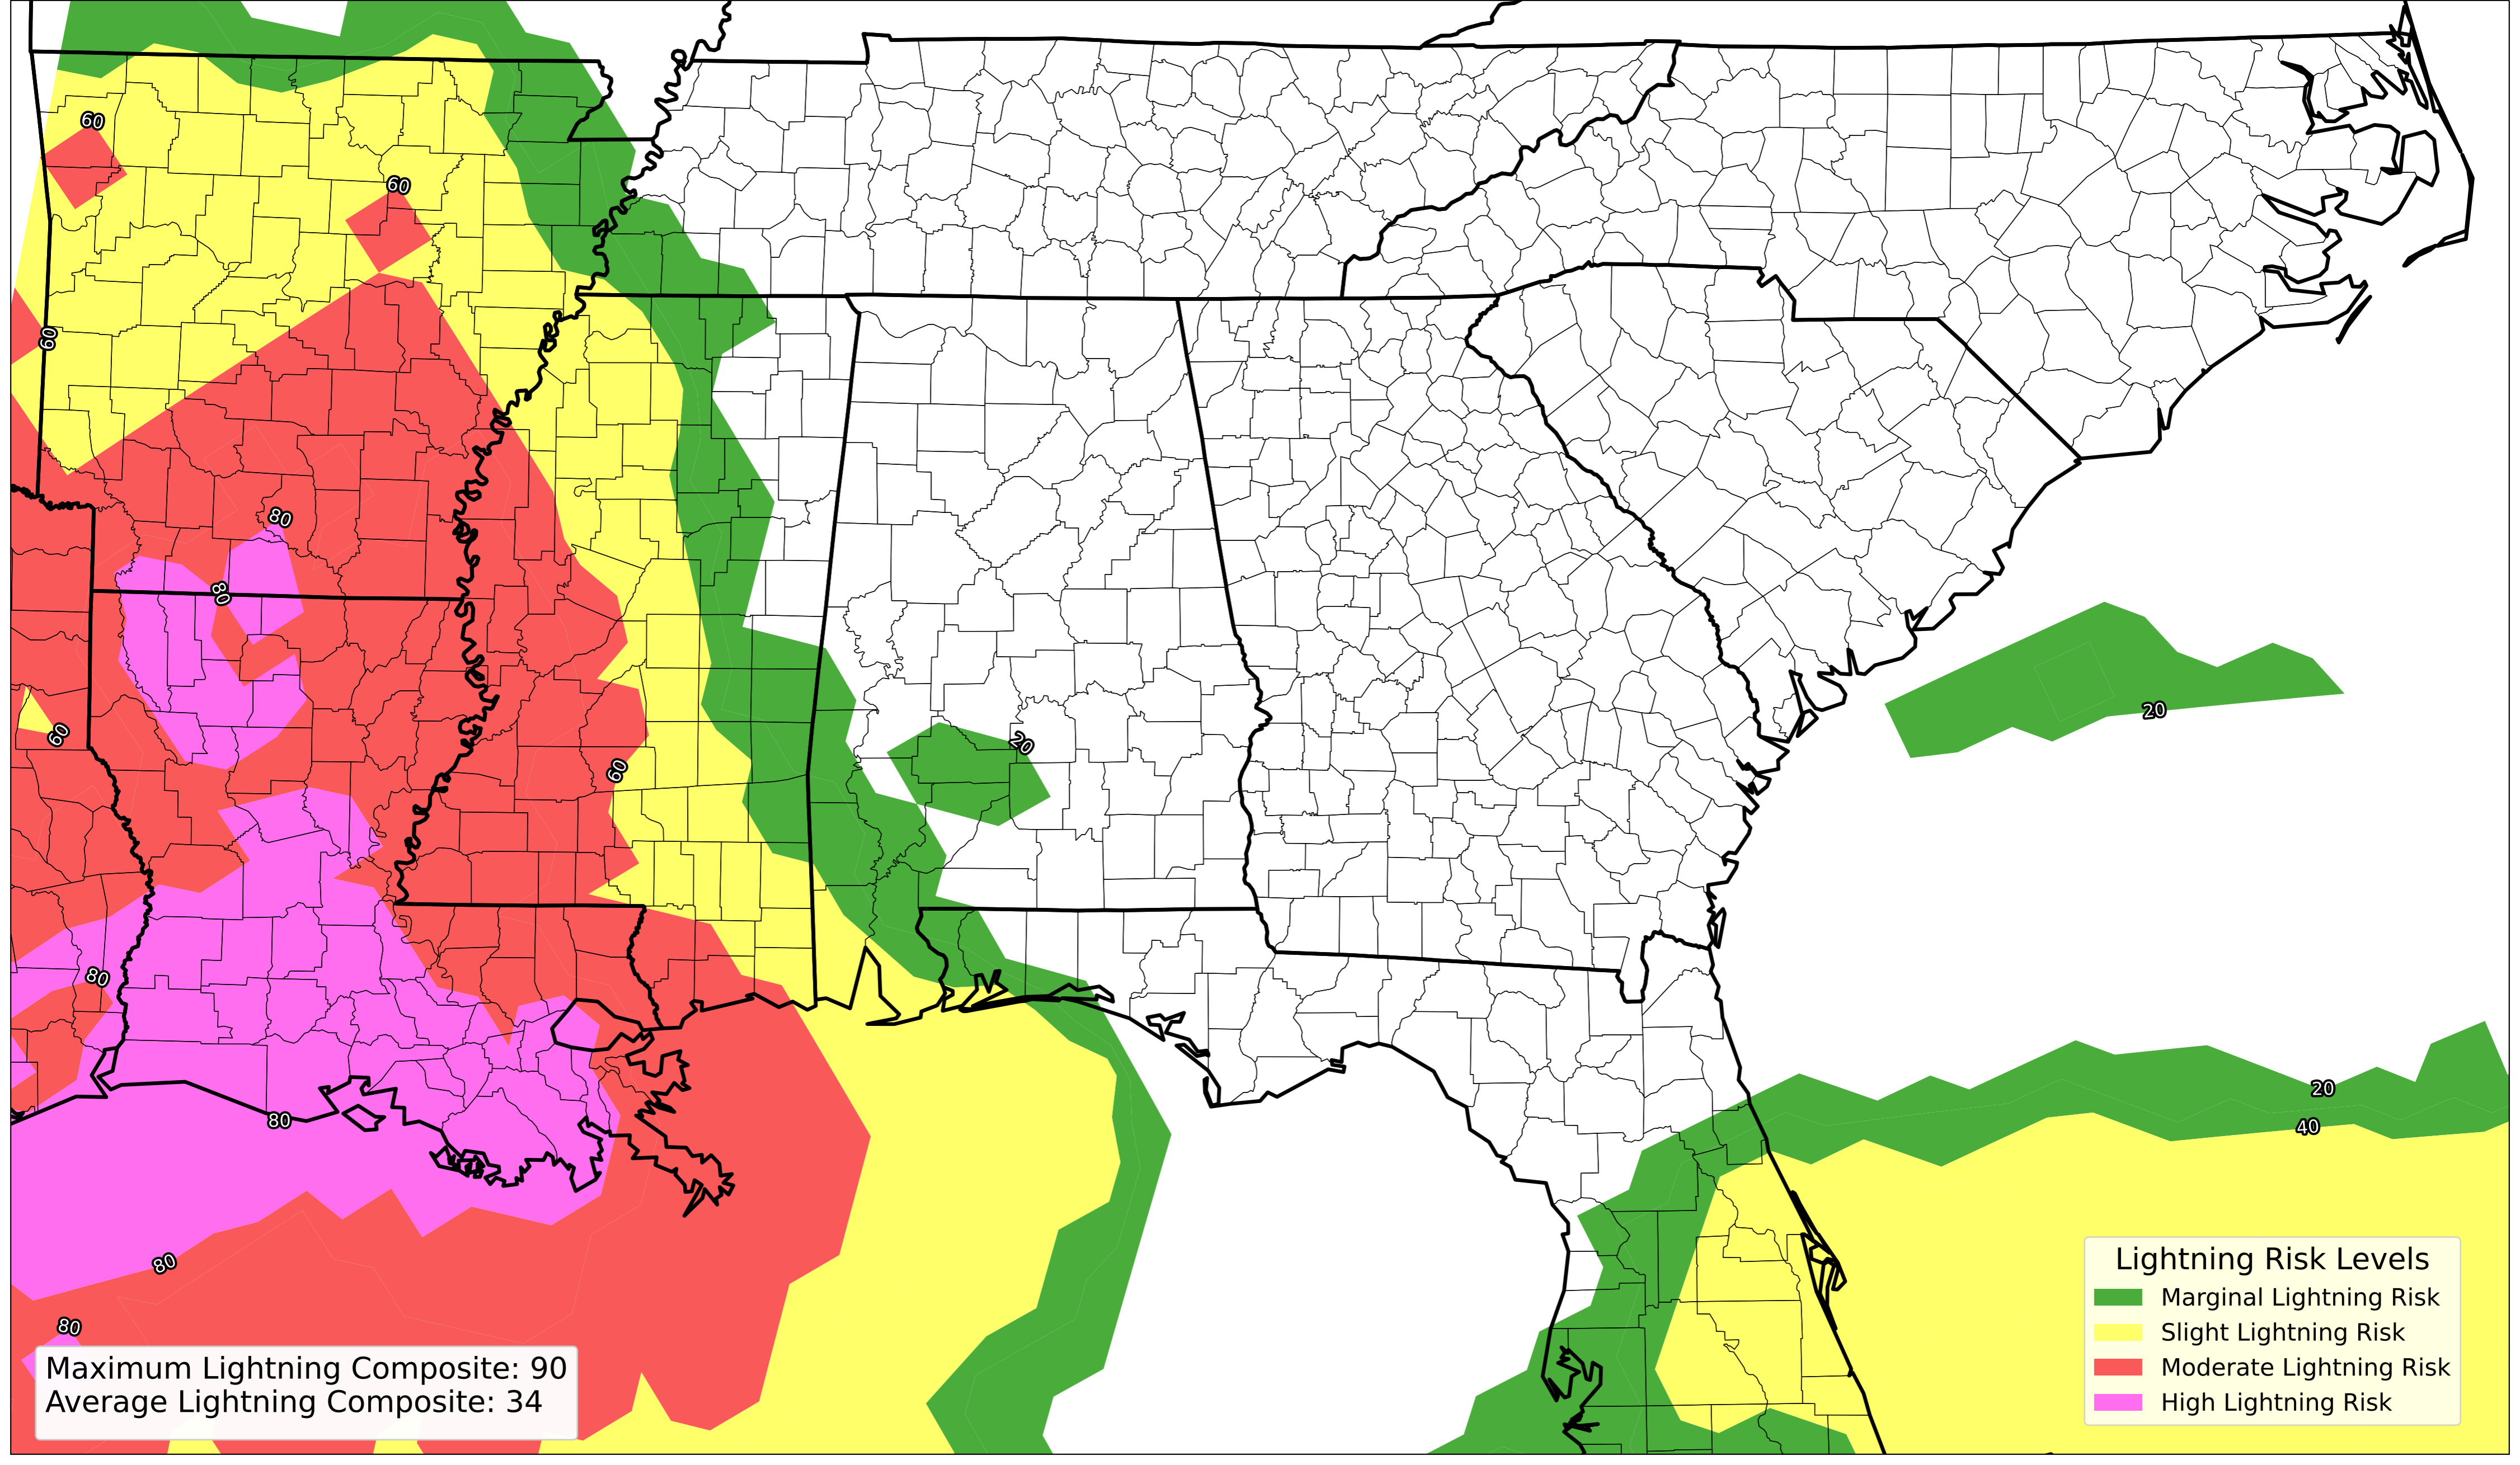 60
60
60
80
80
60
60
20
20
80
80
20
40
80
80
Maximum Lightning Composite: 90
Average Lightning Composite: 34
Lightning Risk Levels
Marginal Lightning Risk
Slight Lightning Risk
Moderate Lightning Risk
High Lightning Risk